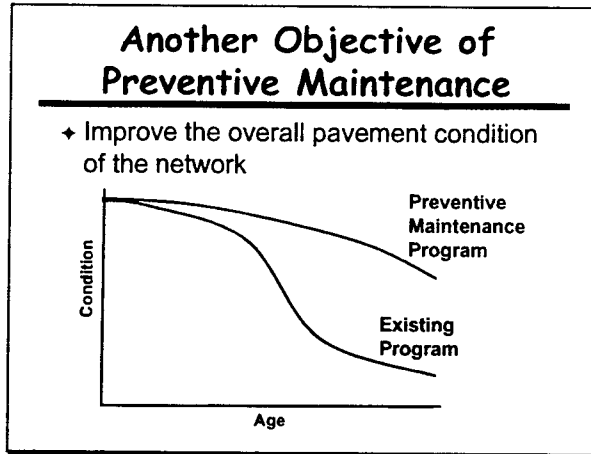 Another Objective of
Preventive Maintenance
✦ Improve the overall pavement condition
of the network
Preventive
Maintenance
Program
Condition
Existing
Program
Age